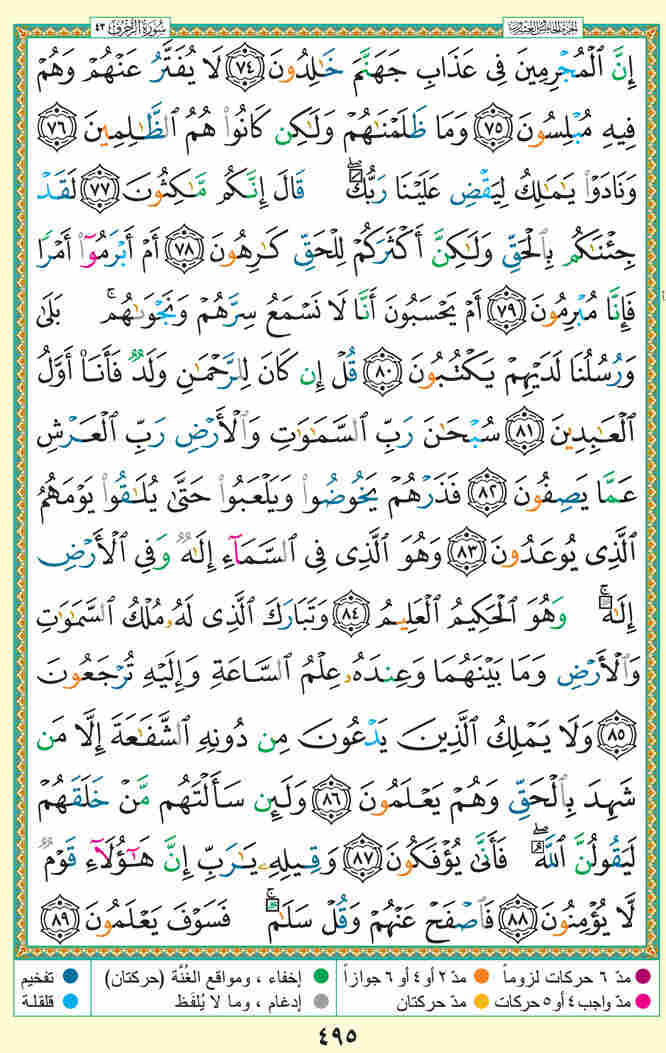 سُورَةُ الزُّخْرُفِ ٤٣
الجزء الخامس والعشرون
إِنَّ ٱلْمُجْرِمِينَ فِى عَذَابِ جَهَنَّمَ خَٰلِدُونَ ٧٤ لَا يُفَتَّرُ عَنْهُمْ وَهُمْ
فِيهِ مُبْلِسُونَ ٧٥ وَمَا ظَلَمْنَٰهُمْ وَلَٰكِن كَانُوا۟ هُمُ ٱلظَّٰلِمِينَ ٧٦
وَنَادَوْا۟ يَٰمَٰلِكُ لِيَقْضِ عَلَيْنَا رَبُّكَ ۖ قَالَ إِنَّكُم مَّٰكِثُونَ ٧٧ لَقَدْ
جِئْنَٰكُم بِٱلْحَقِّ وَلَٰكِنَّ أَكْثَرَكُمْ لِلْحَقِّ كَٰرِهُونَ ٧٨ أَمْ أَبْرَمُوٓا۟ أَمْرًا
فَإِنَّا مُبْرِمُونَ ٧٩ أَمْ يَحْسَبُونَ أَنَّا لَا نَسْمَعُ سِرَّهُمْ وَنَجْوَىٰهُم ۚ بَلَىٰ
وَرُسُلُنَا لَدَيْهِمْ يَكْتُبُونَ ٨٠ قُلْ إِن كَانَ لِلرَّحْمَٰنِ وَلَدٌ فَأَنَا۠ أَوَّلُ
ٱلْعَٰبِدِينَ ٨١ سُبْحَٰنَ رَبِّ ٱلسَّمَٰوَٰتِ وَٱلْأَرْضِ رَبِّ ٱلْعَرْشِ
عَمَّا يَصِفُونَ ٨٢ فَذَرْهُمْ يَخُوضُوا۟ وَيَلْعَبُوا۟ حَتَّىٰ يُلَٰقُوا۟ يَوْمَهُمُ
ٱلَّذِى يُوعَدُونَ ٨٣ وَهُوَ ٱلَّذِى فِى ٱلسَّمَآءِ إِلَٰهٌ وَفِى ٱلْأَرْضِ
إِلَٰهٌ ۚ وَهُوَ ٱلْحَكِيمُ ٱلْعَلِيمُ ٨٤ وَتَبَارَكَ ٱلَّذِى لَهُۥ مُلْكُ ٱلسَّمَٰوَٰتِ
وَٱلْأَرْضِ وَمَا بَيْنَهُمَا وَعِندَهُۥ عِلْمُ ٱلسَّاعَةِ وَإِلَيْهِ تُرْجَعُونَ
٨٥ وَلَا يَمْلِكُ ٱلَّذِينَ يَدْعُونَ مِن دُونِهِ ٱلشَّفَٰعَةَ إِلَّا مَن
شَهِدَ بِٱلْحَقِّ وَهُمْ يَعْلَمُونَ ٨٦ وَلَئِن سَأَلْتَهُم مَّنْ خَلَقَهُمْ
لَيَقُولُنَّ ٱللَّهُ ۖ فَأَنَّىٰ يُؤْفَكُونَ ٨٧ وَقِيلِهِۦ يَٰرَبِّ إِنَّ هَٰٓؤُلَآءِ قَوْمٌ
لَّا يُؤْمِنُونَ ٨٨ فَٱصْفَحْ عَنْهُمْ وَقُلْ سَلَٰمٌ ۚ فَسَوْفَ يَعْلَمُونَ ٨٩
مدّ ٦ حركات لزوماً
مدّ ٢ أو ٤ أو ٦ جوازاً
إخفاء ، ومواقع الغُنَّة (حركتان)
تفخيم
مدّ واجب ٤ أو ٥ حركات
مدّ حركتان
إدغام ، وما لا يُلفَظ
قلقلة
٤٩٥